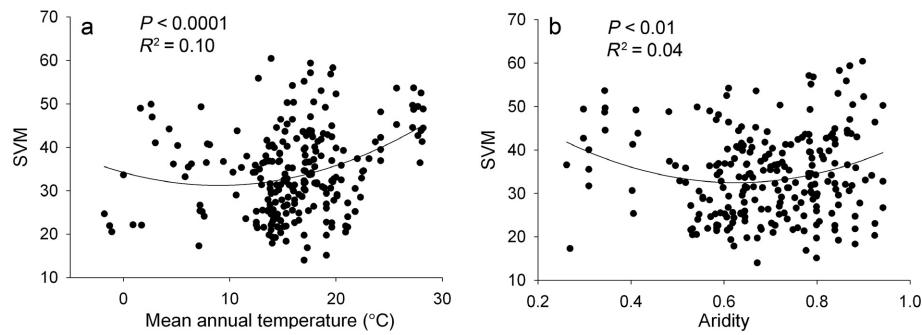 a
P < 0.0001
R² = 0.10
SVM
70
60
50
40
30
20
10
0
10
20
30
Mean annual temperature (°C)
b
P < 0.01
R² = 0.04
SVM
70
60
50
40
30
20
10
0.2
0.4
0.6
0.8
1.0
Aridity